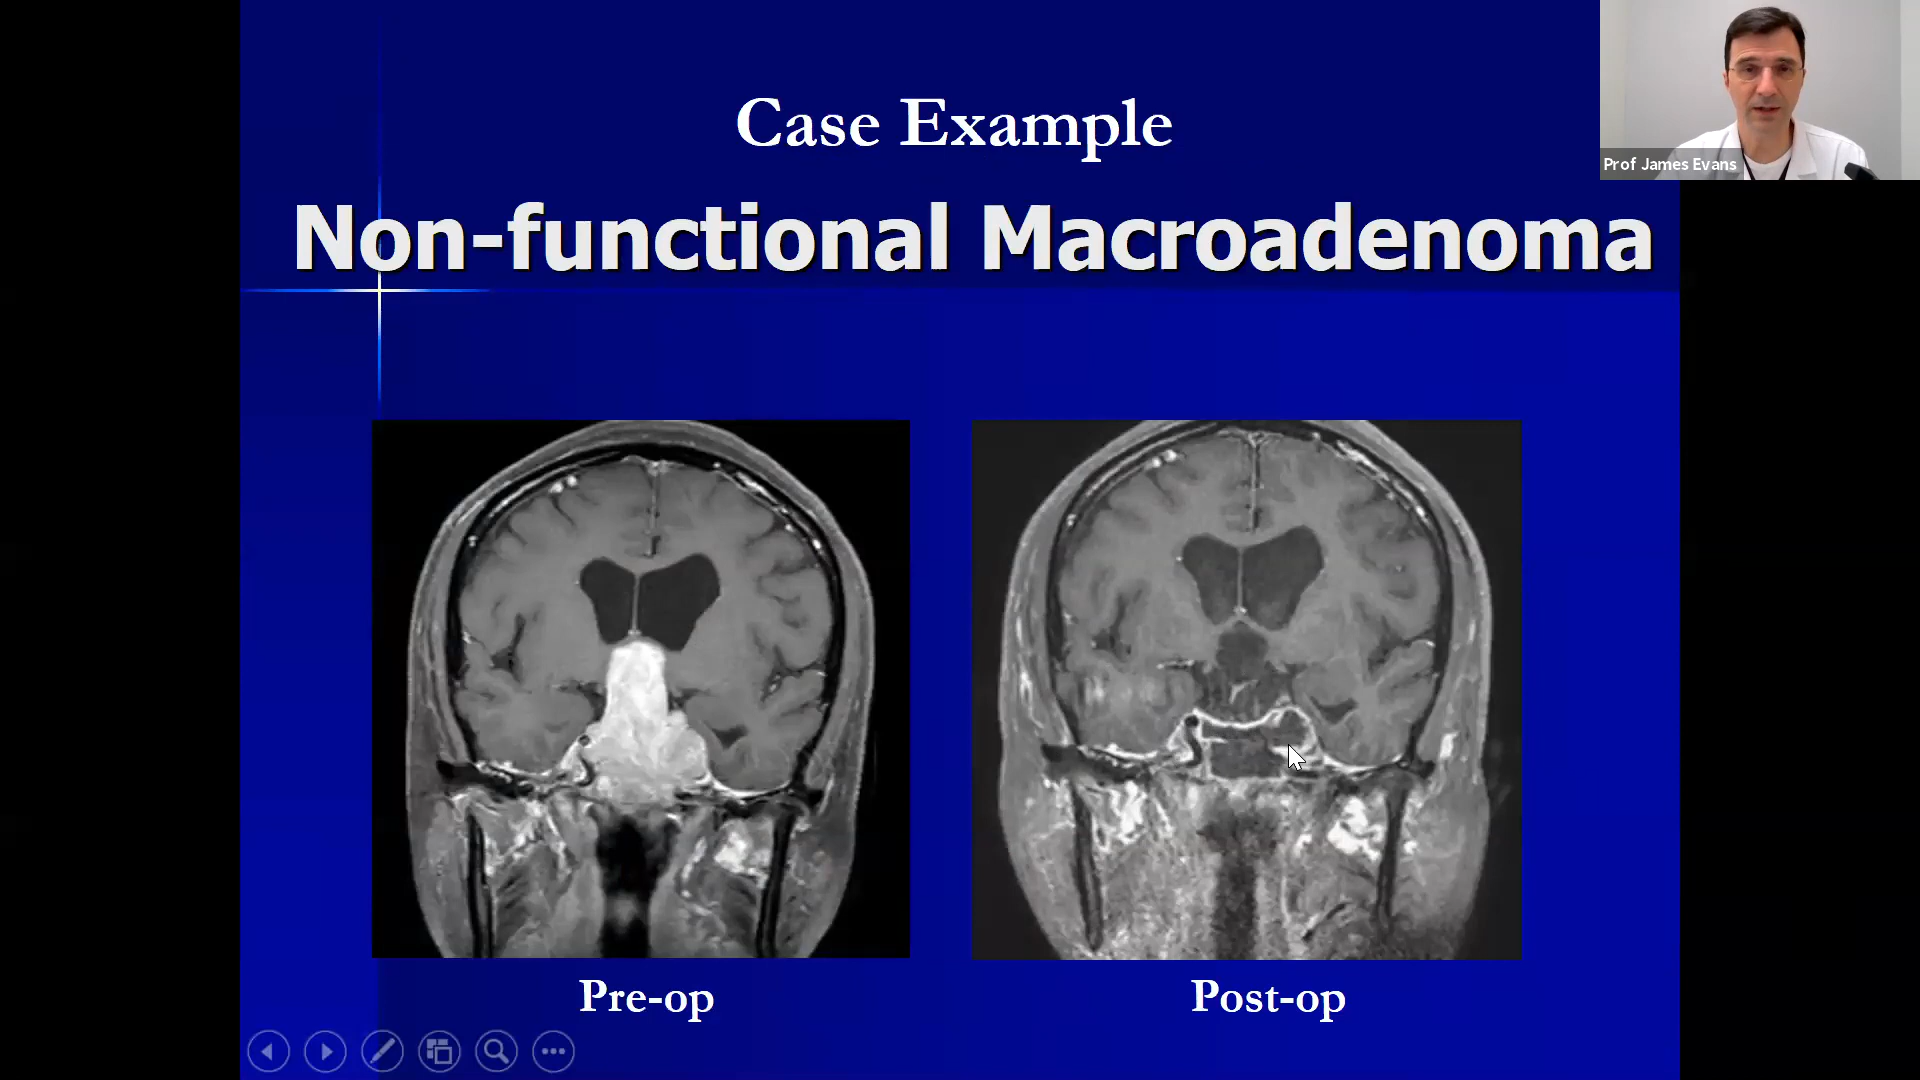 Case Example
Prof James Evans
Non-functional Macroadenoma
Pre-op
Post-op